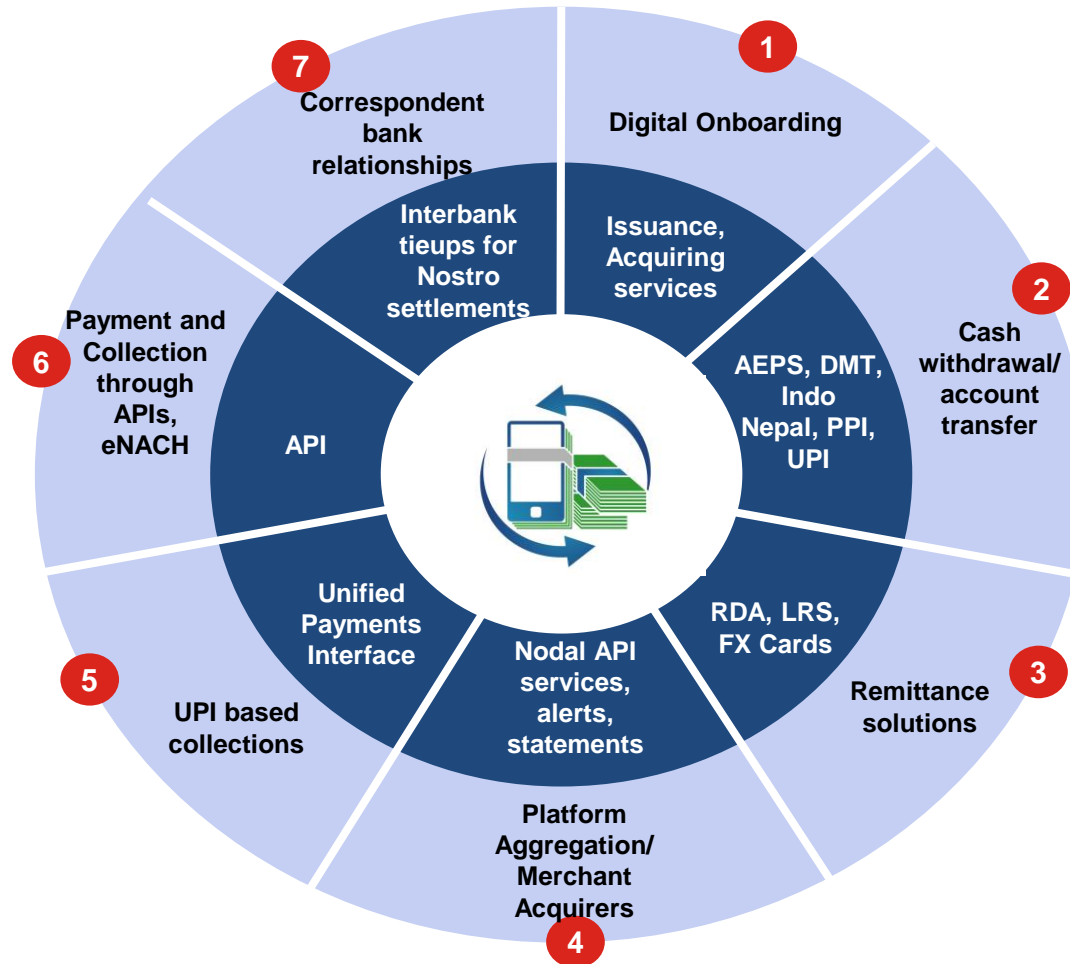 1
Digital Onboarding
Issuance,
Acquiring
services
2
Cash
withdrawal/
account
transfer
AEPS, DMT,
Indo
Nepal, PPI,
UPI
3
Remittance
solutions
RDA, LRS,
FX Cards
4
Platform
Aggregation/
Merchant
Acquirers
Nodal API
services,
alerts,
statements
5
UPI based
collections
Unified
Payments
Interface
6
Payment and
Collection
through
APIs,
eNACH
API
7
Correspondent
bank
relationships
Interbank
tieups for
Nostro
settlements